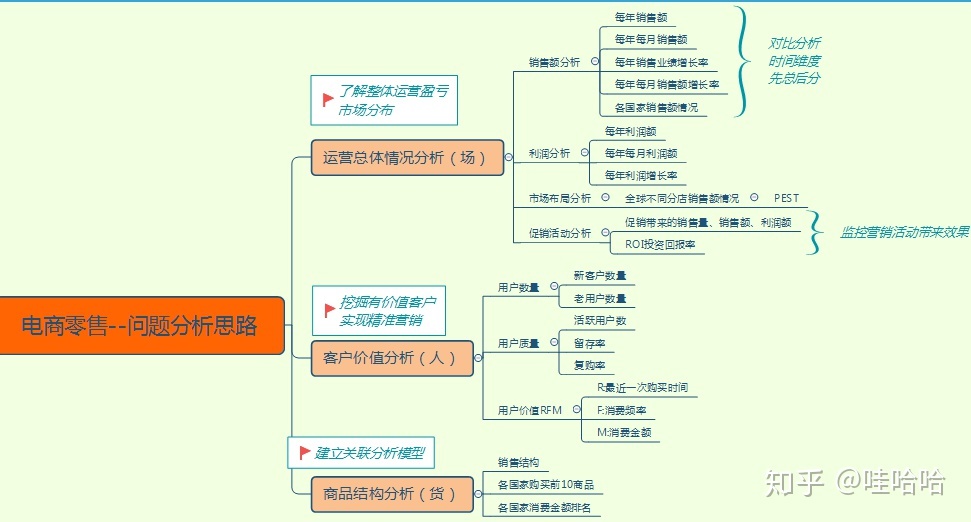 每年销售额
每年每月销售额
销售额分析
每年销售业绩增长率
每年每月销售额增长率
各国家销售额情况
对比分析
时间维度
先总后分
了解整体运营盈亏
市场分布
运营总体情况分析（场）
每年利润额
利润分析
每年每月利润额
每年利润增长率
市场布局分析
全球不同分店销售额情况
PEST
促销活动分析
促销带来的销售量、销售额、利润额
ROI投资回报率
监控营销活动带来效果
电商零售--问题分析思路
挖掘有价值客户
实现精准营销
客户价值分析（人）
用户数量
新客户数量
老用户数量
用户质量
活跃用户数
留存率
复购率
用户价值RFM
R:最近一次购买时间
F:消费频率
M:消费金额
建立关联分析模型
商品结构分析（货）
销售结构
各国家购买前10商品
各国家消费金额排名
知乎 @哇哈哈